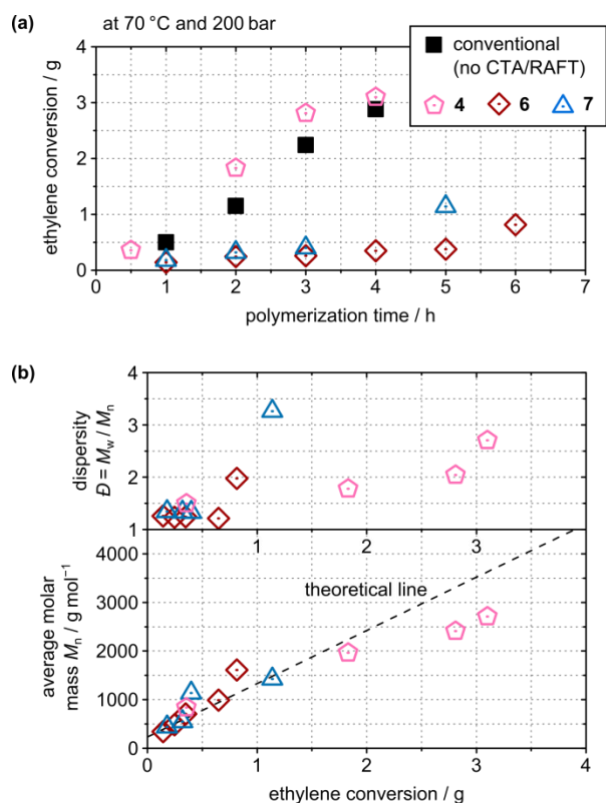 (a) at 70 °C and 200 bar
conventional
(no CTA/RAFT)
4 6 7
ethylene conversion / g
4
3
2
1
0
0 1 2 3 4 5 6 7
polymerization time / h
(b)
dispersity
Đ = Mw / Mn
4
3
2
1
1 2 3
theoretical line
average molar
mass Mn / g mol⁻¹
4000
3000
2000
1000
0
0 1 2 3 4
ethylene conversion / g